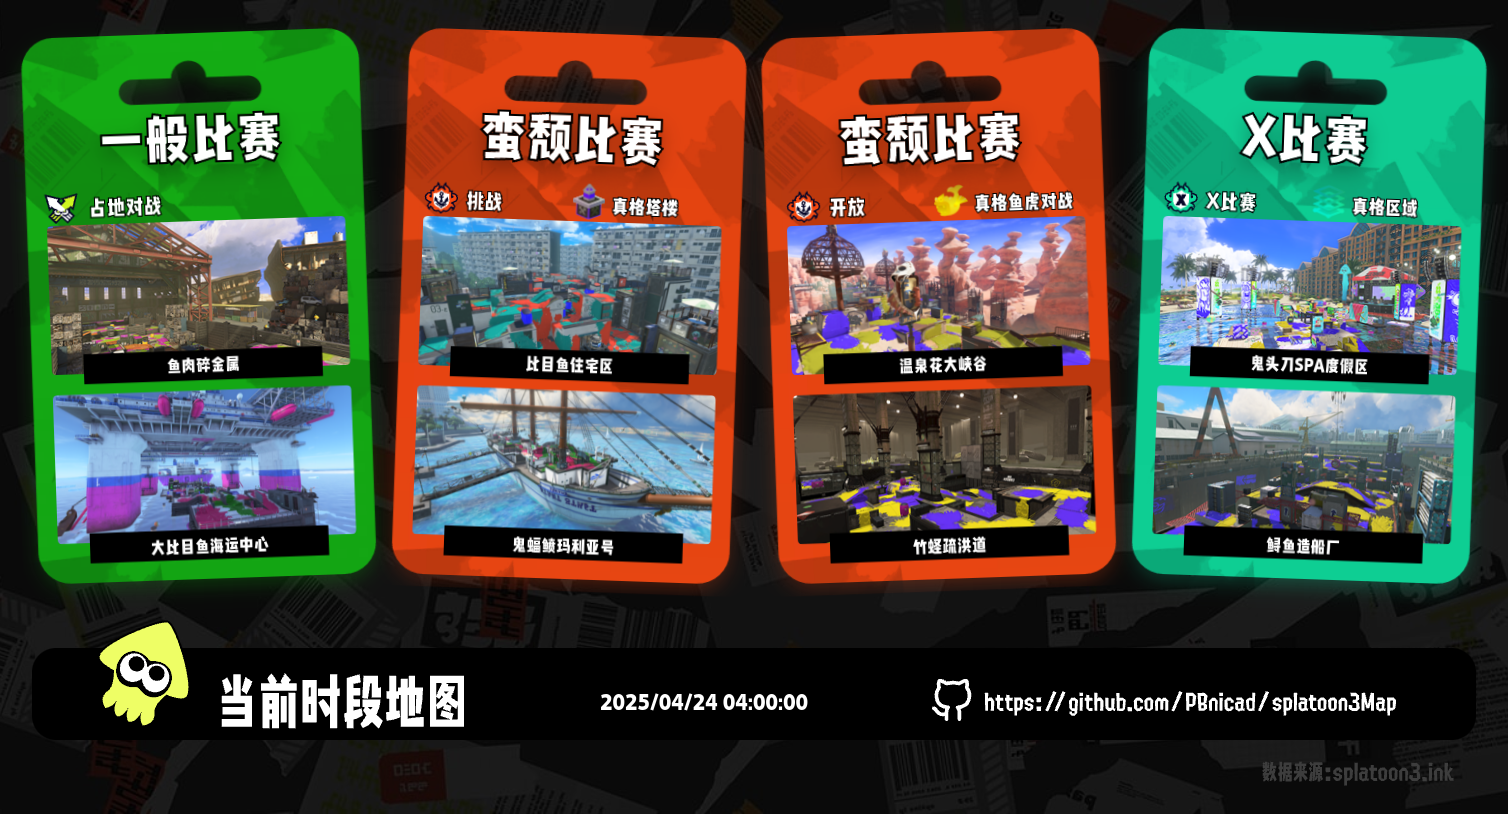 一般比赛
占地对战
鱼肉碎金属
大比目鱼海运中心
蛮颓比赛
挑战
真格塔楼
比目鱼住宅区
鬼蝠鲼玛利亚号
蛮颓比赛
开放
真格鱼虎对战
温泉花大峡谷
竹蛏疏洪道
X比赛
X比赛
真格区域
鬼头刀SPA度假区
鲟鱼造船厂
当前时段地图
2025/04/24 04:00:00
https://github.com/PBnicad/splatoon3Map
数据来源:splatoon3.ink